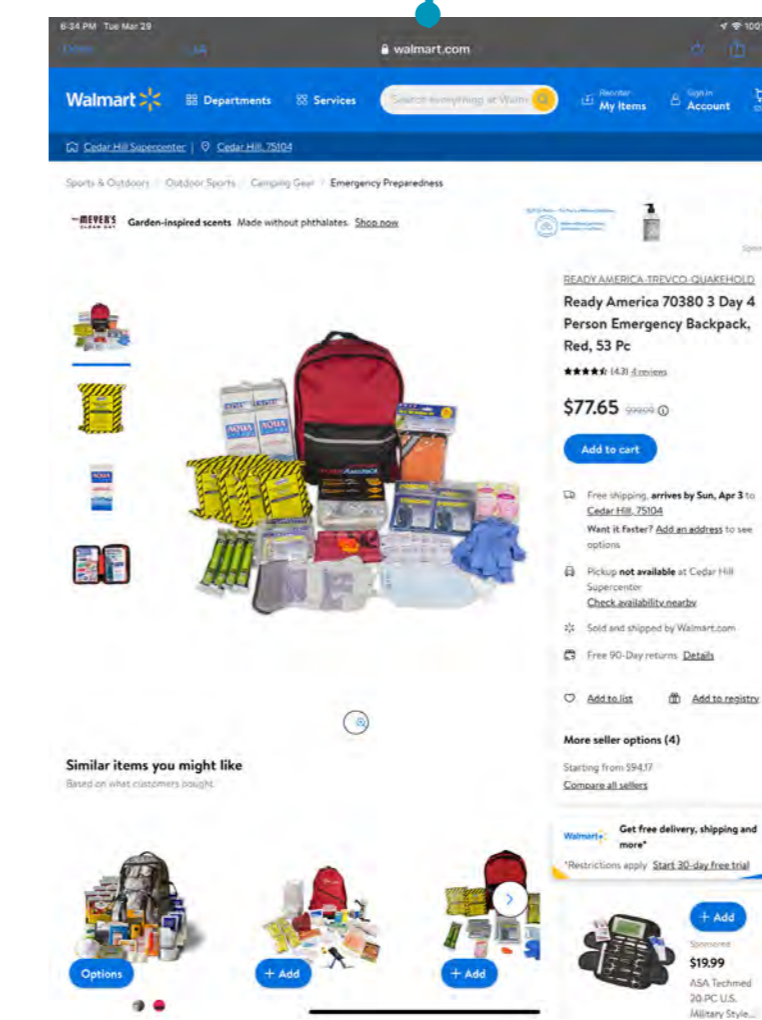 6:34 PM Tue Mar 29
walmart.com
Walmart
Departments
Services
Reorder
My Items
Sign In
Account
Cedar Hill Supercenter | Cedar Hill, 75104
Sports & Outdoors / Outdoor Sports / Camping Gear / Emergency Preparedness
MEYER'S
CLEAN DAY
Garden-inspired scents Made without phthalates. Shop now
READY AMERICA-TREVCO-QUAKEHOLD
Ready America 70380 3 Day 4
Person Emergency Backpack,
Red, 53 Pc
(4.3) 4 reviews
$77.65
Add to cart
Free shipping, arrives by Sun, Apr 3 to
Cedar Hill, 75104
Want it faster? Add an address to see
options
Pickup not available at Cedar Hill
Supercenter
Check availability nearby
Sold and shipped by Walmart.com
Free 90-Day returns Details
Add to list
Add to registry
More seller options (4)
Starting from $94.17
Compare all sellers
Similar items you might like
Based on what customers bought
Walmart+
Get free delivery, shipping and
more*
*Restrictions apply Start 30-day free trial
Options
+ Add
+ Add
+ Add
Sponsored
$19.99
ASA Techmed
20-PC U.S.
Military Style...